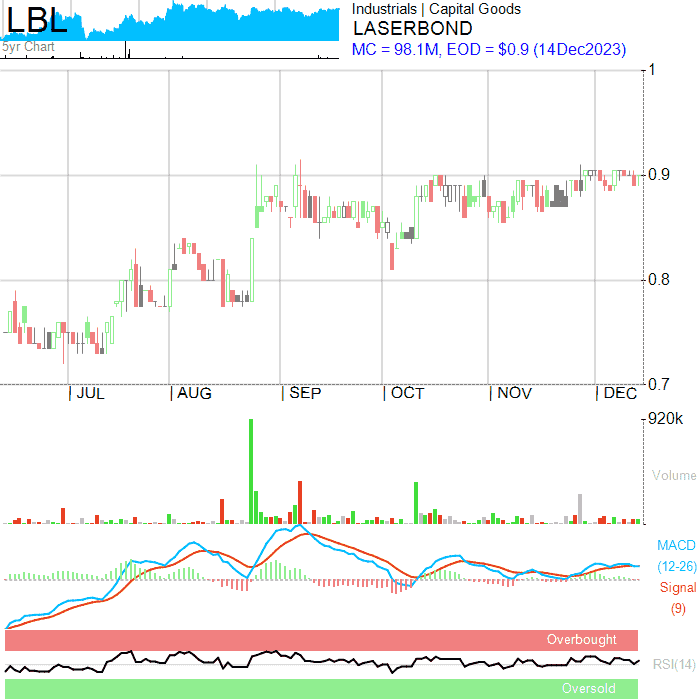 LBL
5yr Chart
Industrials | Capital Goods
LASERBOND
MC = 98.1M, EOD = $0.9 (14Dec2023)
1
0.9
0.8
0.7
JUL AUG SEP OCT NOV DEC
920k
Volume
MACD
(12-26)
Signal
(9)
Overbought
RSI(14)
Oversold